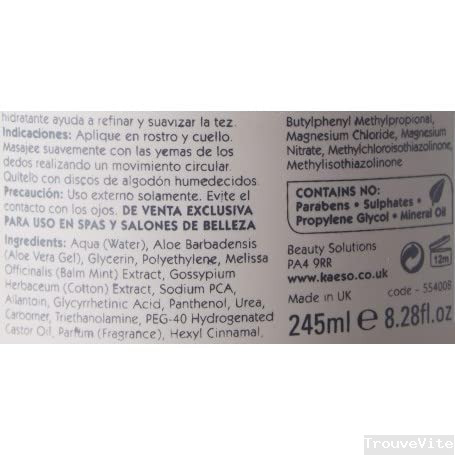 hidratante ayuda a refinar y suavizar la tez.
Indicaciones: Aplique en rostro y cuello.
Masajée suavemente con las yemas de los
dedos realizando un movimiento circular.
Quítelo con discos de algodón humedecidos.
Precaución: Uso externo solamente. Evite el
contacto con los ojos. DE VENTA EXCLUSIVA
PARA USO EN SPAS Y SALONES DE BELLEZA
Ingredients: Aqua (Water), Aloe Barbadensis
(Aloe Vera Gel), Glycerin, Polyethylene, Melissa
Officinalis (Balm Mint) Extract, Gossypium
Herbaceum (Cotton) Extract, Sodium PCA,
Allantoin, Glycyrrhetinic Acid, Panthenol, Urea,
Carbomer, Triethanolamine, PEG-40 Hydrogenated
Castor Oil, Parfum (Fragrance), Hexyl Cinnamal,
Butylphenyl Methylpropional,
Magnesium Chloride, Magnesium
Nitrate, Methylchloroisothiazolinone,
Methylisothiazolinone
CONTAINS NO:
Parabens • Sulphates •
Propylene Glycol • Mineral Oil
Beauty Solutions
PA4 9RR
www.kaeso.co.uk
12m
Made in UK code - 554008
245ml e 8.28fl.oz
TrouveVite